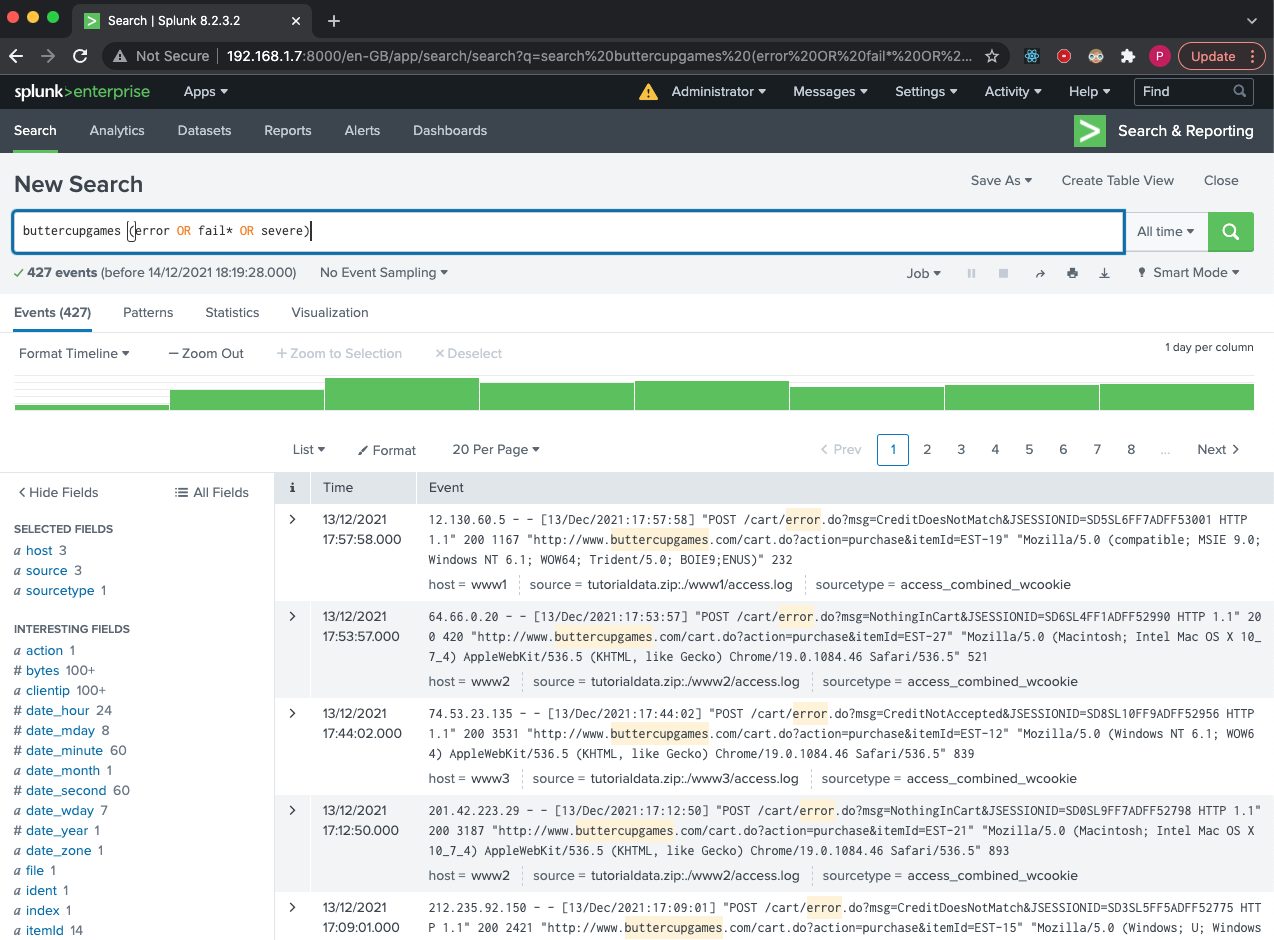 Search | Splunk 8.2.3.2
Not Secure 192.168.1.7:8000/en-GB/app/search/search?q=search%20buttercupgames%20(error%20OR%20fail*%20OR%2... P Update
splunk>enterprise Apps Administrator Messages Settings Activity Help Find
Search Analytics Datasets Reports Alerts Dashboards Search & Reporting
New Search Save As Create Table View Close
buttercupgames (error OR fail* OR severe) All time
427 events (before 14/12/2021 18:19:28.000) No Event Sampling Job Smart Mode
Events (427) Patterns Statistics Visualization
Format Timeline — Zoom Out + Zoom to Selection × Deselect 1 day per column
List Format 20 Per Page < Prev 1 2 3 4 5 6 7 8 ... Next >
< Hide Fields All Fields
SELECTED FIELDS
a host 3
a source 3
a sourcetype 1
INTERESTING FIELDS
a action 1
# bytes 100+
a clientip 100+
# date_hour 24
# date_mday 8
# date_minute 60
a date_month 1
# date_second 60
a date_wday 7
# date_year 1
a date_zone 1
a file 1
a ident 1
a index 1
a itemId 14
i Time Event
13/12/2021
17:57:58.000
12.130.60.5 - - [13/Dec/2021:17:57:58] "POST /cart/error.do?msg=CreditDoesNotMatch&JSESSIONID=SD5SL6FF7ADFF53001 HTTP
1.1" 200 1167 "http://www.buttercupgames.com/cart.do?action=purchase&itemId=EST-19" "Mozilla/5.0 (compatible; MSIE 9.0;
Windows NT 6.1; WOW64; Trident/5.0; BOIE9;ENUS)" 232
host = www1 source = tutorialdata.zip:./www1/access.log sourcetype = access_combined_wcookie
13/12/2021
17:53:57.000
64.66.0.20 - - [13/Dec/2021:17:53:57] "POST /cart/error.do?msg=NothingInCart&JSESSIONID=SD6SL4FF1ADFF52990 HTTP 1.1" 20
0 420 "http://www.buttercupgames.com/cart.do?action=purchase&itemId=EST-27" "Mozilla/5.0 (Macintosh; Intel Mac OS X 10_
7_4) AppleWebKit/536.5 (KHTML, like Gecko) Chrome/19.0.1084.46 Safari/536.5" 521
host = www2 source = tutorialdata.zip:./www2/access.log sourcetype = access_combined_wcookie
13/12/2021
17:44:02.000
74.53.23.135 - - [13/Dec/2021:17:44:02] "POST /cart/error.do?msg=CreditNotAccepted&JSESSIONID=SD8SL10FF9ADFF52956 HTTP
1.1" 200 3531 "http://www.buttercupgames.com/cart.do?action=purchase&itemId=EST-12" "Mozilla/5.0 (Windows NT 6.1; WOW6
4) AppleWebKit/536.5 (KHTML, like Gecko) Chrome/19.0.1084.46 Safari/536.5" 839
host = www3 source = tutorialdata.zip:./www3/access.log sourcetype = access_combined_wcookie
13/12/2021
17:12:50.000
201.42.223.29 - - [13/Dec/2021:17:12:50] "POST /cart/error.do?msg=NothingInCart&JSESSIONID=SD0SL9FF7ADFF52798 HTTP 1.1"
200 3187 "http://www.buttercupgames.com/cart.do?action=purchase&itemId=EST-21" "Mozilla/5.0 (Macintosh; Intel Mac OS X
10_7_4) AppleWebKit/536.5 (KHTML, like Gecko) Chrome/19.0.1084.46 Safari/536.5" 893
host = www2 source = tutorialdata.zip:./www2/access.log sourcetype = access_combined_wcookie
13/12/2021
17:09:01.000
212.235.92.150 - - [13/Dec/2021:17:09:01] "POST /cart/error.do?msg=CreditDoesNotMatch&JSESSIONID=SD3SL5FF5ADFF52775 HTT
P 1.1" 200 2421 "http://www.buttercupgames.com/cart.do?action=purchase&itemId=EST-15" "Mozilla/5.0 (Windows; U; Windows